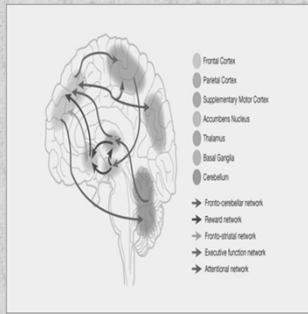 Frontal Cortex
Parietal Cortex
Supplementary Motor Cortex
Accumbens Nucleus
Thalamus
Basal Ganglia
Cerebellum
Fronto-cerebellar network
Reward network
Fronto-striatal network
Executive function network
Attentional network